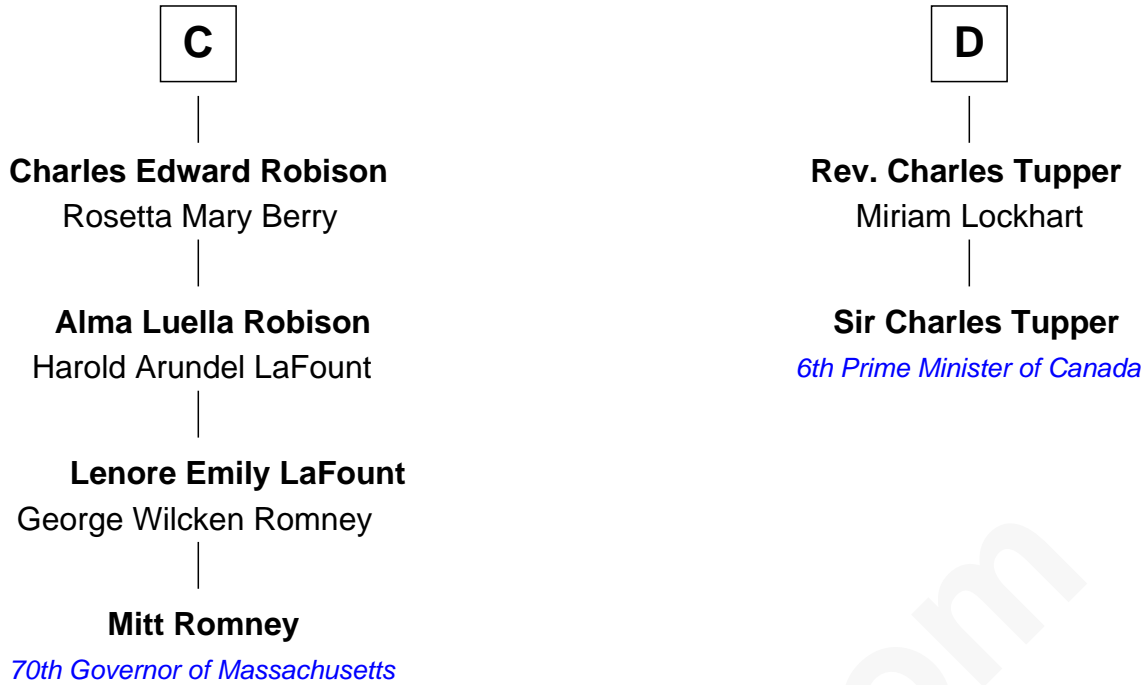 C
Charles Edward Robison
Rosetta Mary Berry
Alma Luella Robison
Harold Arundel LaFount
Lenore Emily LaFount
George Wilcken Romney
Mitt Romney
70th Governor of Massachusetts
D
Rev. Charles Tupper
Miriam Lockhart
Sir Charles Tupper
6th Prime Minister of Canada
om